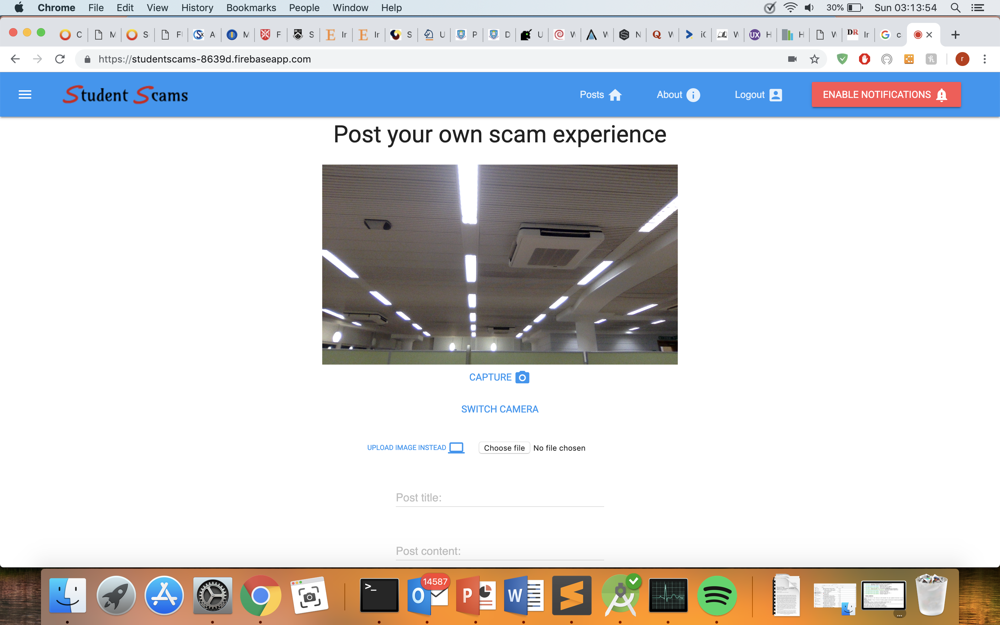 Chrome File Edit View History Bookmarks People Window Help 30% Sun 03:13:54
C M S F A M F S E Ir E Ir S U P D U W W N Q W iC W UX H H W DR Ir G c
https://studentscams-8639d.firebaseapp.com r
Student Scams Posts About Logout ENABLE NOTIFICATIONS
Post your own scam experience
CAPTURE
SWITCH CAMERA
UPLOAD IMAGE INSTEAD Choose file No file chosen
Post title:
Post content:
>_ O 14587 P W